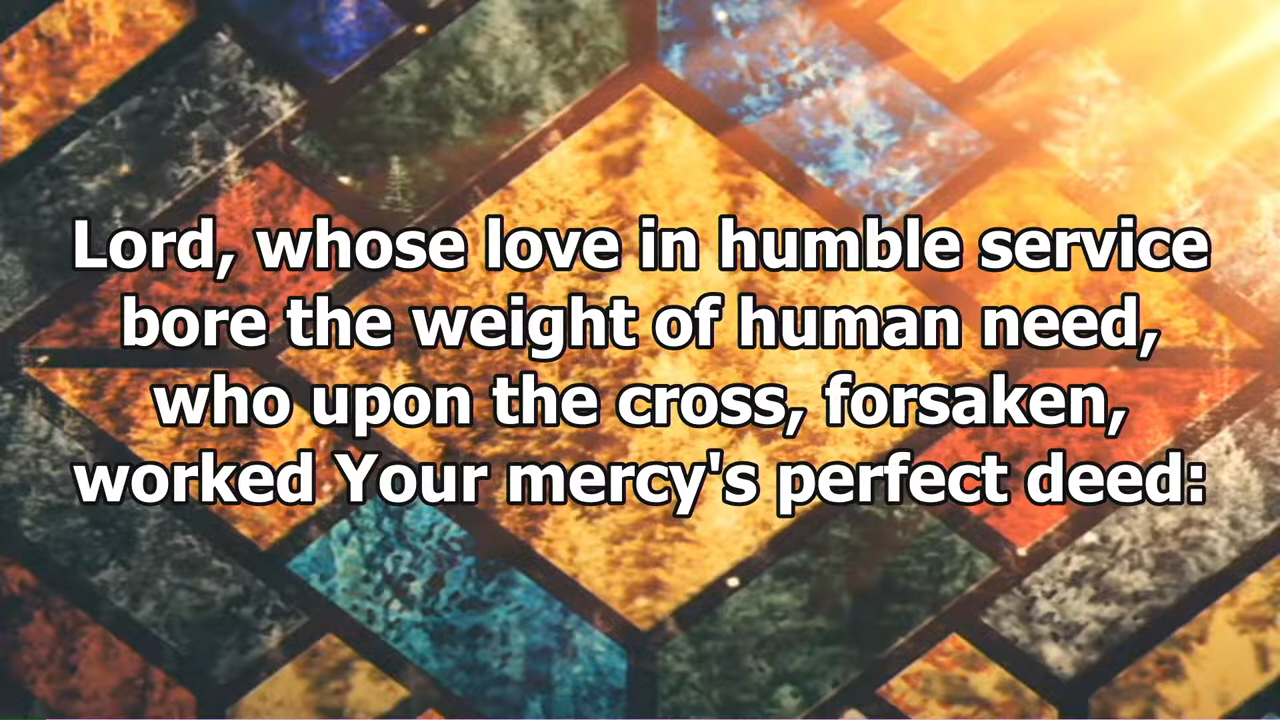 Lord, whose love in humble service
bore the weight of human need,
who upon the cross, forsaken,
worked Your mercy's perfect deed: